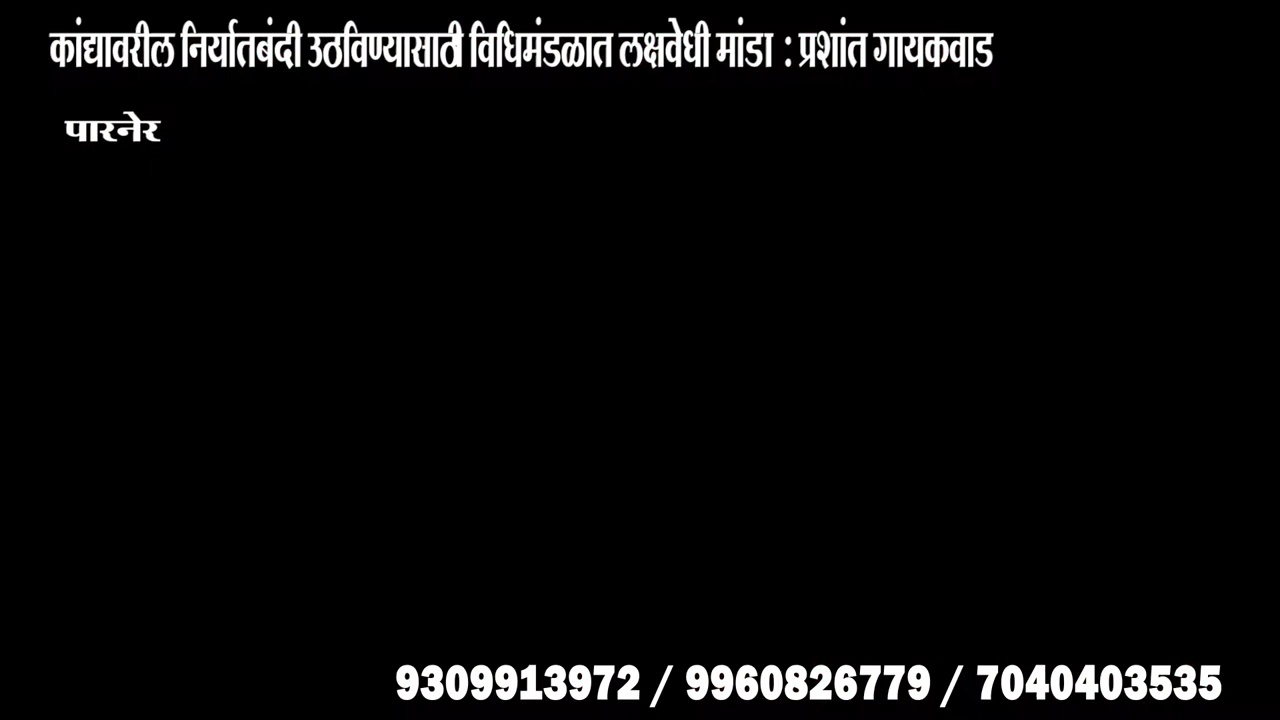 कांद्यावरील निर्यातबंदी उठविण्यासाठी विधिमंडळात लक्षवेधी मांडा : प्रशांत गायकवाड
पारनेर
9309913972 / 9960826779 / 7040403535